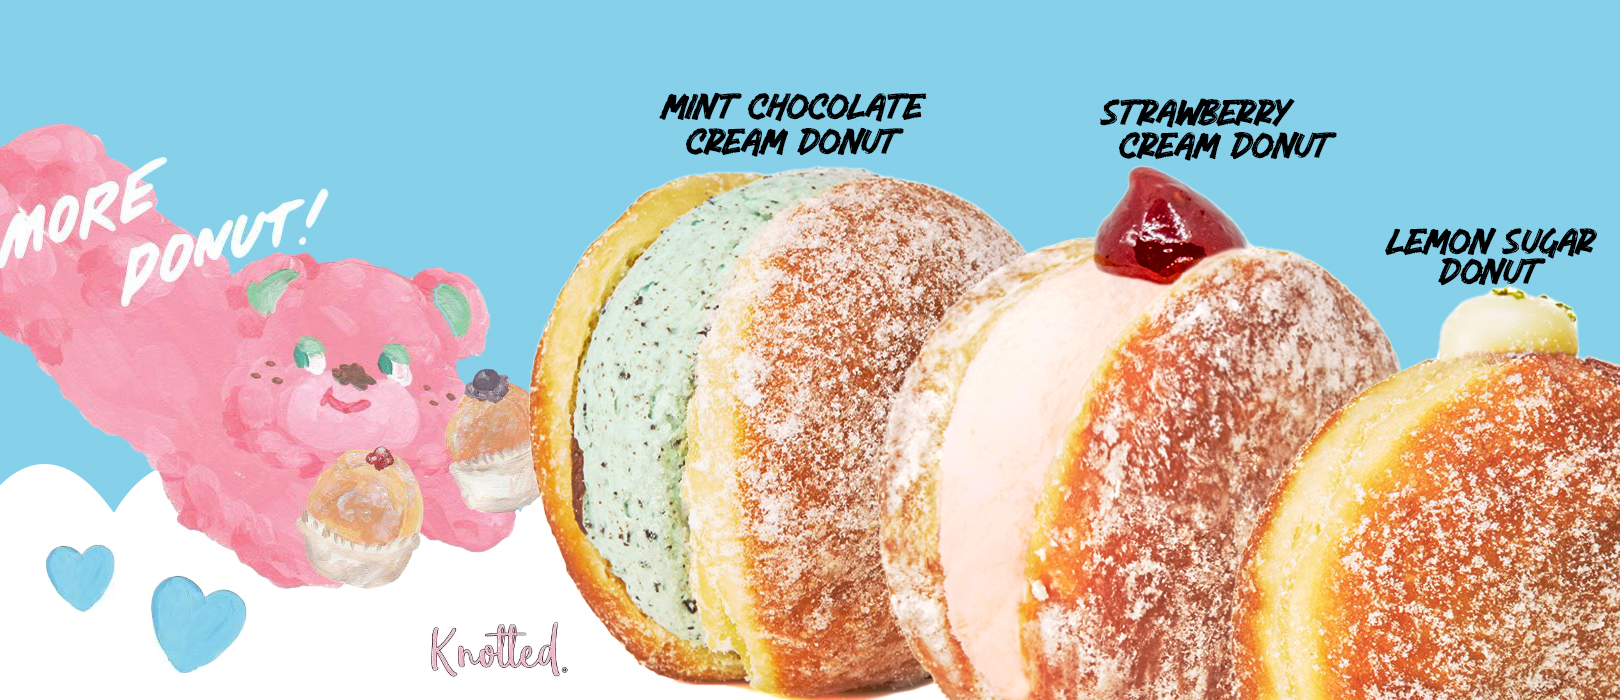 MORE
DONUT!
MINT CHOCOLATE
CREAM DONUT
STRAWBERRY
CREAM DONUT
LEMON SUGAR
DONUT
Knotted.